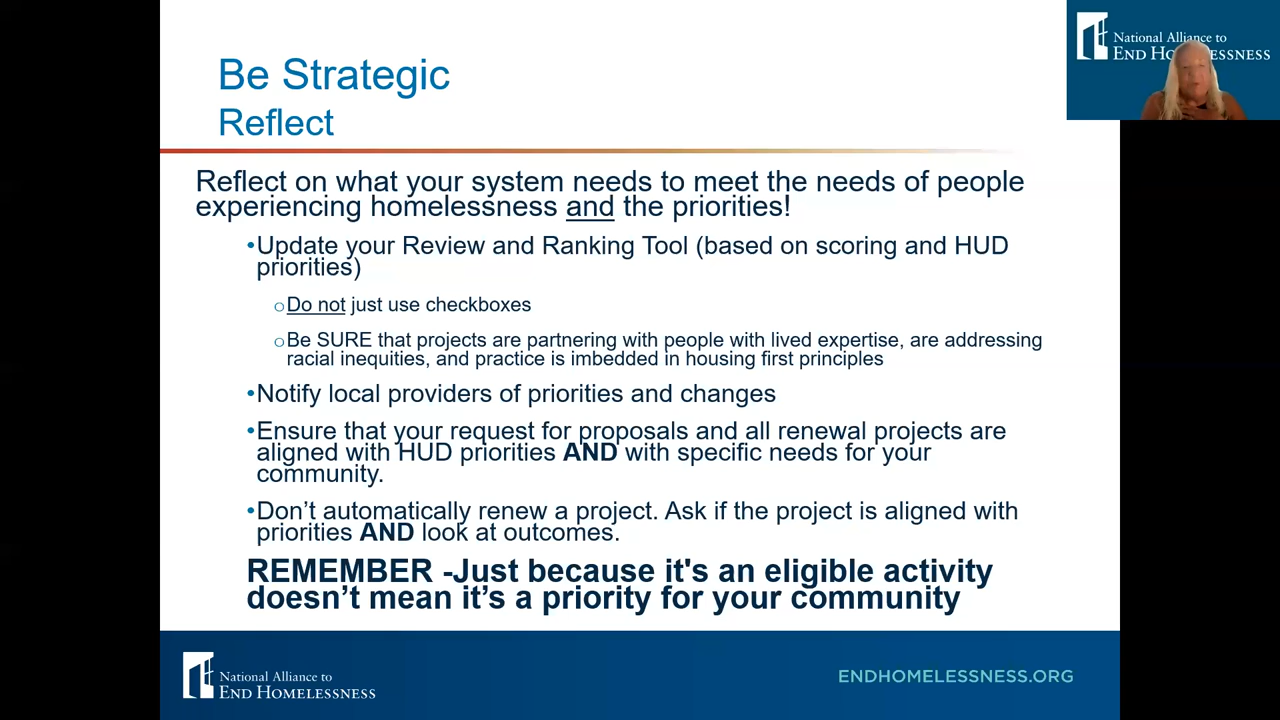 National Alliance to
END HOMELESSNESS
Be Strategic
Reflect
Reflect on what your system needs to meet the needs of people
experiencing homelessness and the priorities!
•Update your Review and Ranking Tool (based on scoring and HUD
priorities)
oDo not just use checkboxes
oBe SURE that projects are partnering with people with lived expertise, are addressing
racial inequities, and practice is imbedded in housing first principles
•Notify local providers of priorities and changes
•Ensure that your request for proposals and all renewal projects are
aligned with HUD priorities AND with specific needs for your
community.
•Don’t automatically renew a project. Ask if the project is aligned with
priorities AND look at outcomes.
REMEMBER -Just because it's an eligible activity
doesn’t mean it’s a priority for your community
National Alliance to
END HOMELESSNESS
ENDHOMELESSNESS.ORG